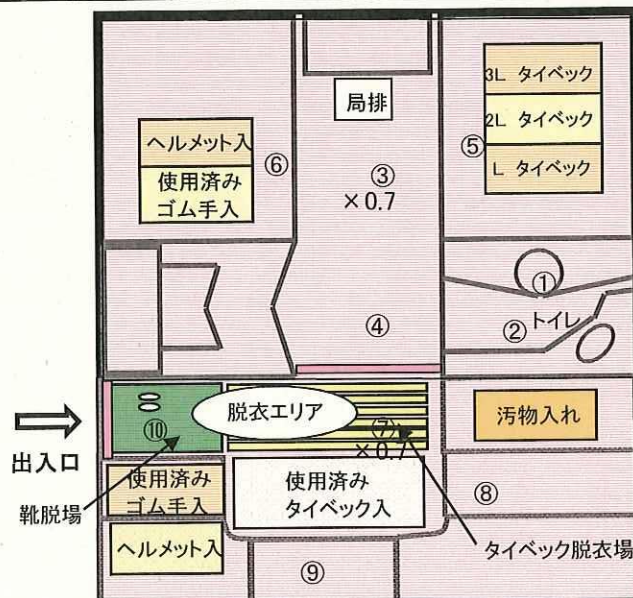 局排
3L タイベック
2L タイベック
L タイベック
⑤
ヘルメット入
使用済み
ゴム手入
⑥
③
×0.7
①
② トイレ
④
出入口
⑩
脱衣エリア
⑦
×0.7
汚物入れ
靴脱場
使用済み
ゴム手入
使用済み
タイベック入
⑧
ヘルメット入
タイベック脱衣場
⑨